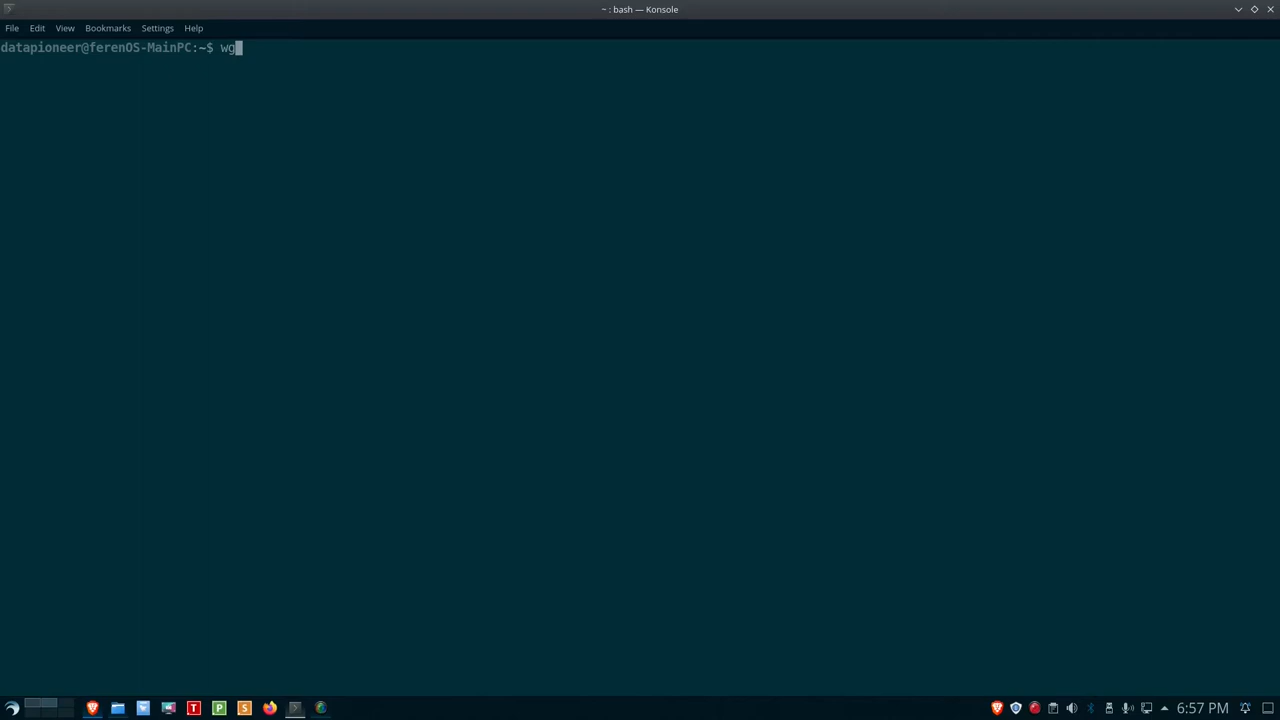 ~ : bash — Konsole
File Edit View Bookmarks Settings Help
datapioneer@ferenOS-MainPC:~$ wg
T P S 6:57 PM